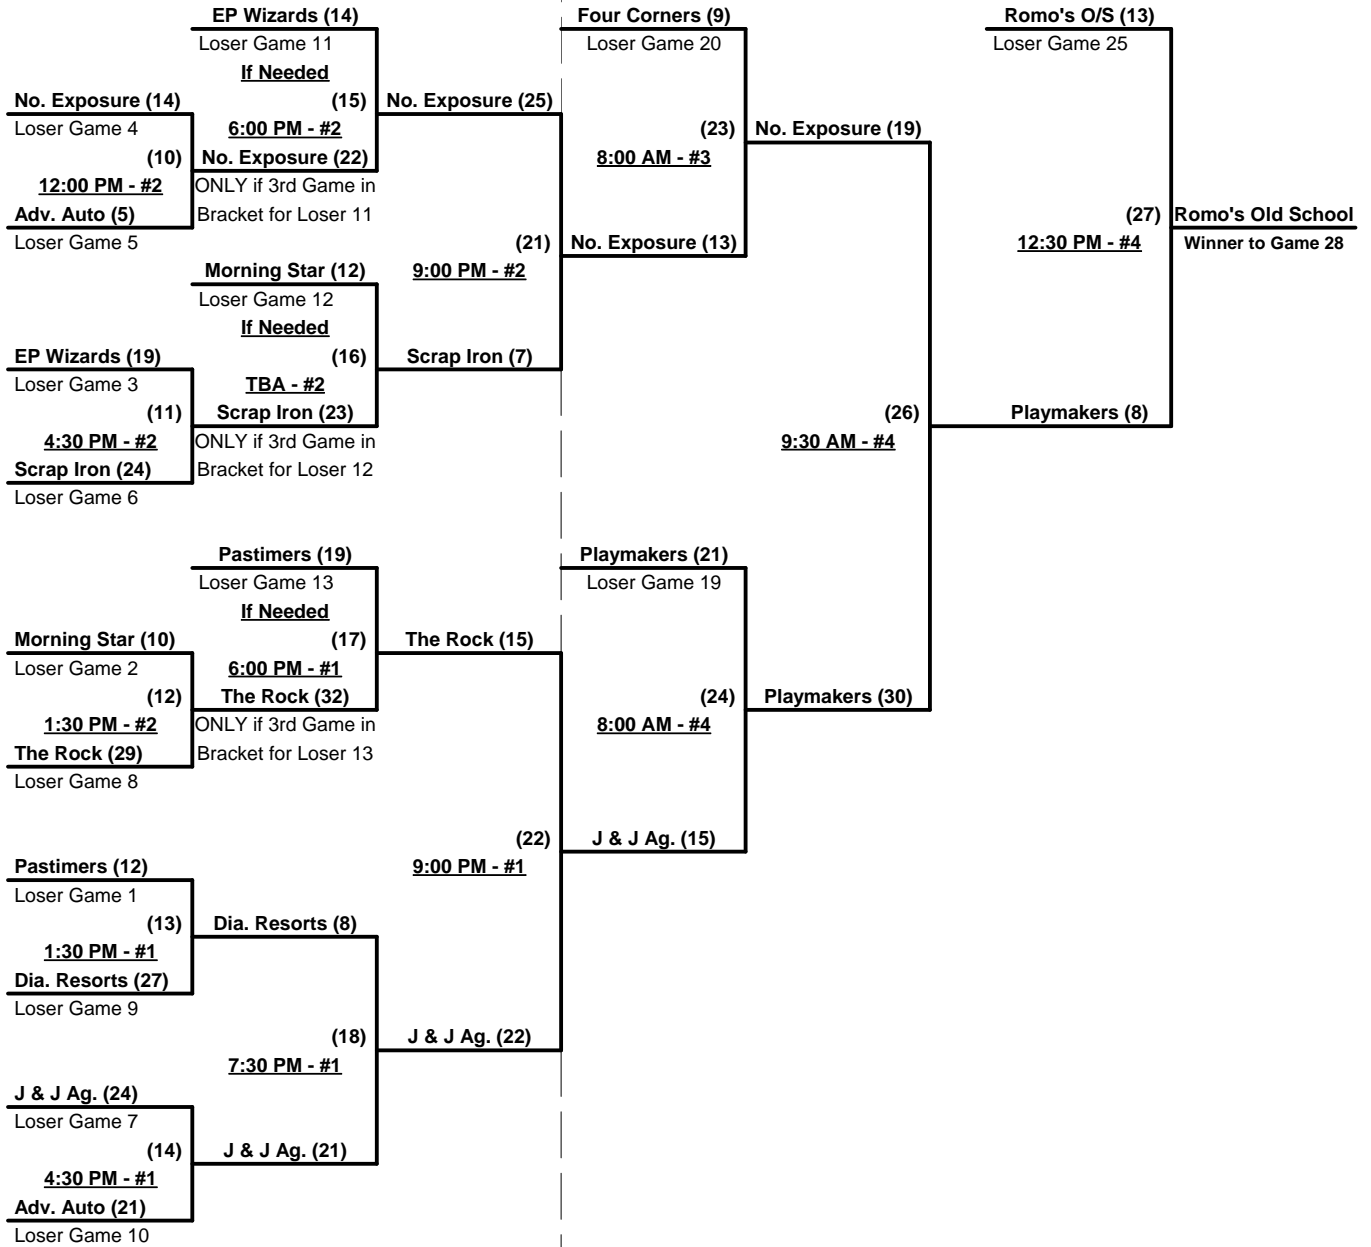 EP Wizards (14)
Loser Game 11
If Needed
(15)
6:00 PM - #2
No. Exposure (14)
Loser Game 4
(10)
12:00 PM - #2
Adv. Auto (5)
Loser Game 5
No. Exposure (22)
ONLY if 3rd Game in
Bracket for Loser 11
No. Exposure (25)
Morning Star (12)
Loser Game 12
If Needed
(16)
TBA - #2
EP Wizards (19)
Loser Game 3
(11)
4:30 PM - #2
Scrap Iron (24)
Loser Game 6
Scrap Iron (23)
ONLY if 3rd Game in
Bracket for Loser 12
Scrap Iron (7)
(21)
9:00 PM - #2
Four Corners (9)
Loser Game 20
(23)
8:00 AM - #3
No. Exposure (13)
No. Exposure (19)
Pastimers (19)
Loser Game 13
If Needed
(17)
6:00 PM - #1
Morning Star (10)
Loser Game 2
(12)
1:30 PM - #2
The Rock (29)
Loser Game 8
The Rock (32)
ONLY if 3rd Game in
Bracket for Loser 13
The Rock (15)
Pastimers (12)
Loser Game 1
(13)
1:30 PM - #1
Dia. Resorts (27)
Loser Game 9
Dia. Resorts (8)
(18)
7:30 PM - #1
J & J Ag. (24)
Loser Game 7
(14)
4:30 PM - #1
Adv. Auto (21)
Loser Game 10
J & J Ag. (21)
J & J Ag. (22)
(22)
9:00 PM - #1
Playmakers (21)
Loser Game 19
(24)
8:00 AM - #4
J & J Ag. (15)
Playmakers (30)
(26)
9:30 AM - #4
Romo's O/S (13)
Loser Game 25
(27)
12:30 PM - #4
Playmakers (8)
Romo's Old School
Winner to Game 28